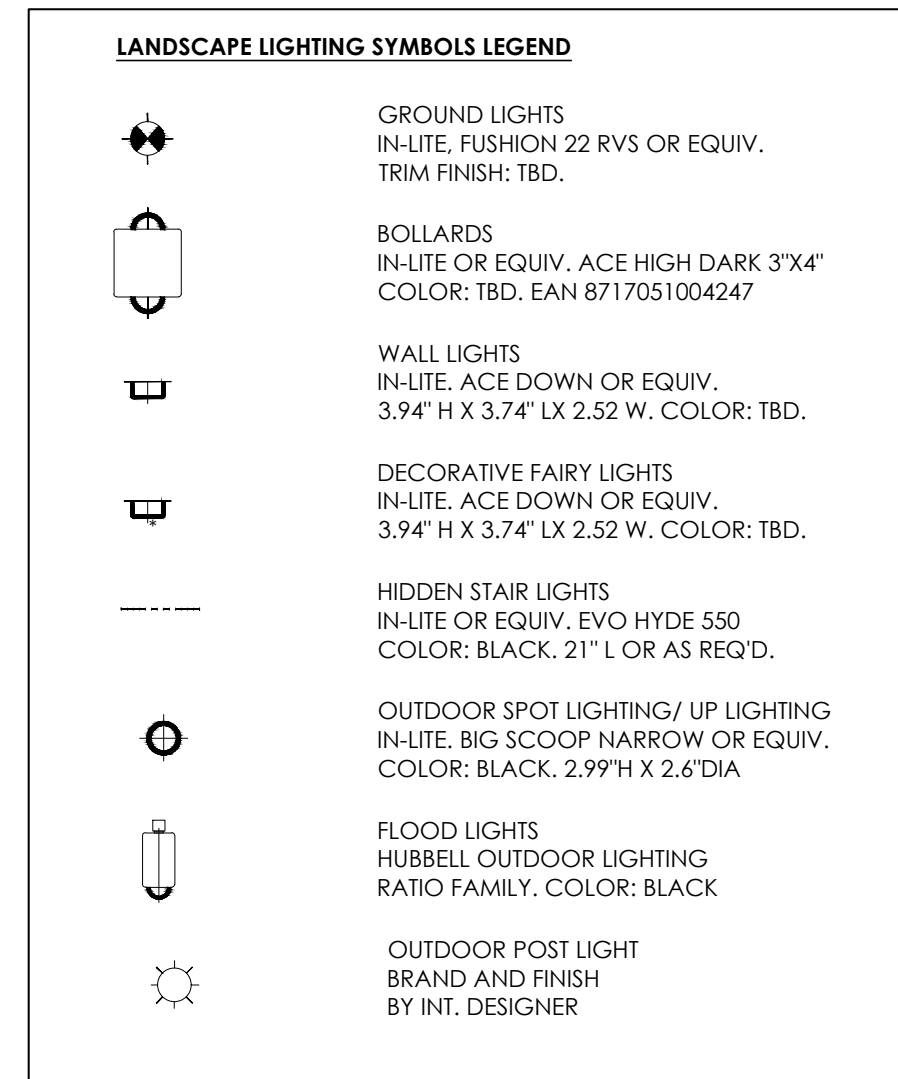 LANDSCAPE LIGHTING SYMBOLS LEGEND
GROUND LIGHTS
IN-LITE, FUSHION 22 RVS OR EQUIV.
TRIM FINISH: TBD.
BOLLARDS
IN-LITE OR EQUIV. ACE HIGH DARK 3"X4"
COLOR: TBD. EAN 8717051004247
WALL LIGHTS
IN-LITE. ACE DOWN OR EQUIV.
3.94" H X 3.74" LX 2.52 W. COLOR: TBD.
DECORATIVE FAIRY LIGHTS
IN-LITE. ACE DOWN OR EQUIV.
3.94" H X 3.74" LX 2.52 W. COLOR: TBD.
HIDDEN STAIR LIGHTS
IN-LITE OR EQUIV. EVO HYDE 550
COLOR: BLACK. 21" L OR AS REQ'D.
OUTDOOR SPOT LIGHTING/ UP LIGHTING
IN-LITE. BIG SCOOP NARROW OR EQUIV.
COLOR: BLACK. 2.99"H X 2.6"DIA
FLOOD LIGHTS
HUBBELL OUTDOOR LIGHTING
RATIO FAMILY. COLOR: BLACK
OUTDOOR POST LIGHT
BRAND AND FINISH
BY INT. DESIGNER